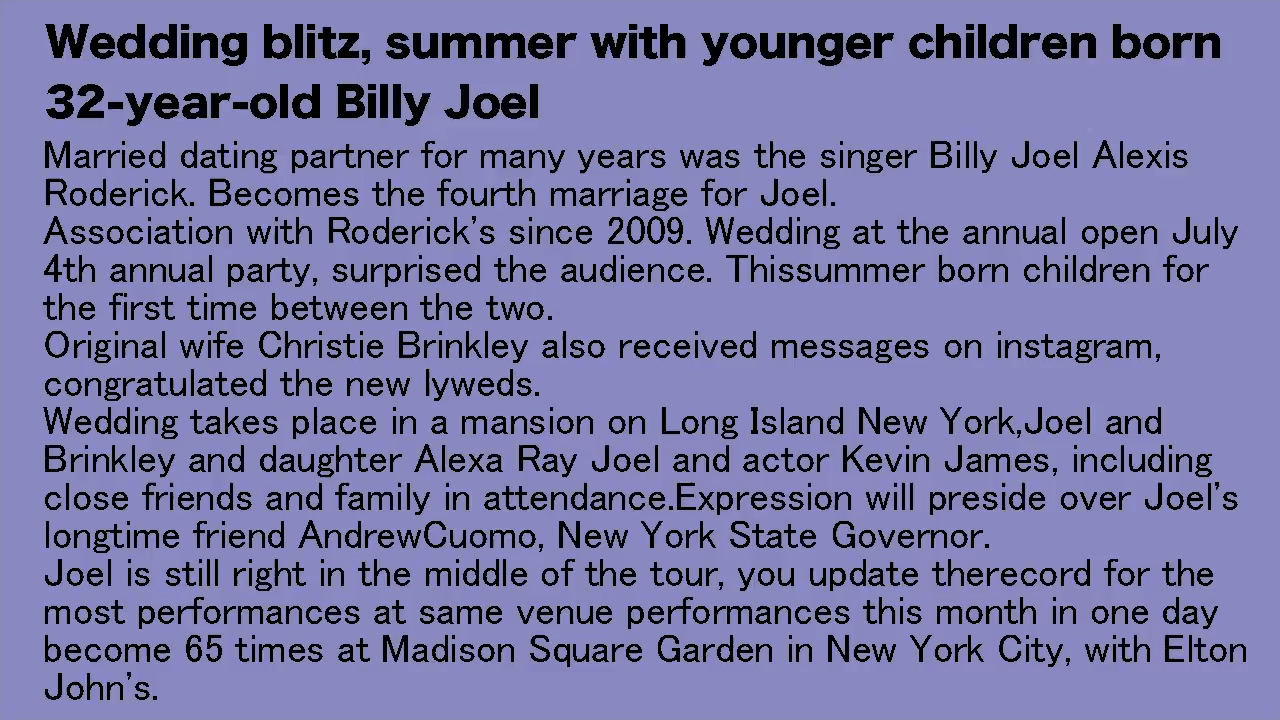 Wedding blitz, summer with younger children born
32-year-old Billy Joel
Married dating partner for many years was the singer Billy Joel Alexis
Roderick. Becomes the fourth marriage for Joel.
Association with Roderick's since 2009. Wedding at the annual open July
4th annual party, surprised the audience. Thissummer born children for
the first time between the two.
Original wife Christie Brinkley also received messages on instagram,
congratulated the new lyweds.
Wedding takes place in a mansion on Long Island New York,Joel and
Brinkley and daughter Alexa Ray Joel and actor Kevin James, including
close friends and family in attendance.Expression will preside over Joel's
longtime friend AndrewCuomo, New York State Governor.
Joel is still right in the middle of the tour, you update therecord for the
most performances at same venue performances this month in one day
become 65 times at Madison Square Garden in New York City, with Elton
John's.